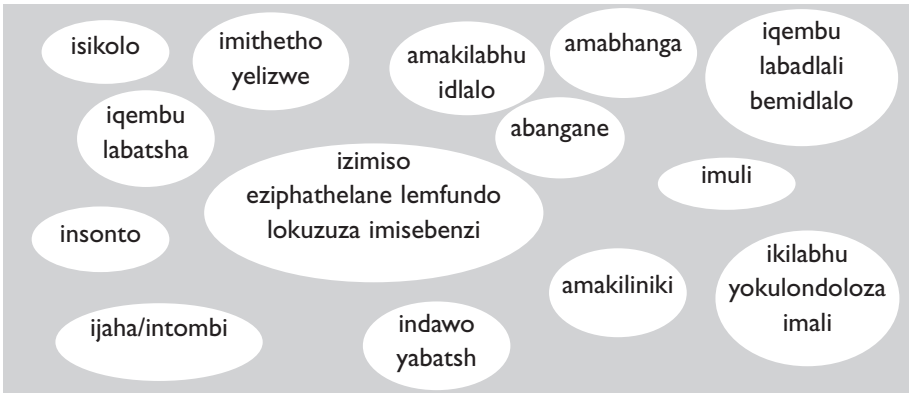 isikolo
imithetho
yelizwe
amakilabhu
idlalo
amabhanga
iqembu
labadlali
bemidlalo
iqembu
labatsha
abangane
izimiso
eziphathelane lemfundo
lokuzuza imisebenzi
imuli
insonto
amakiliniki
ikilabhu
yokulondoloza
imali
ijaha/intombi
indawo
yabatsh